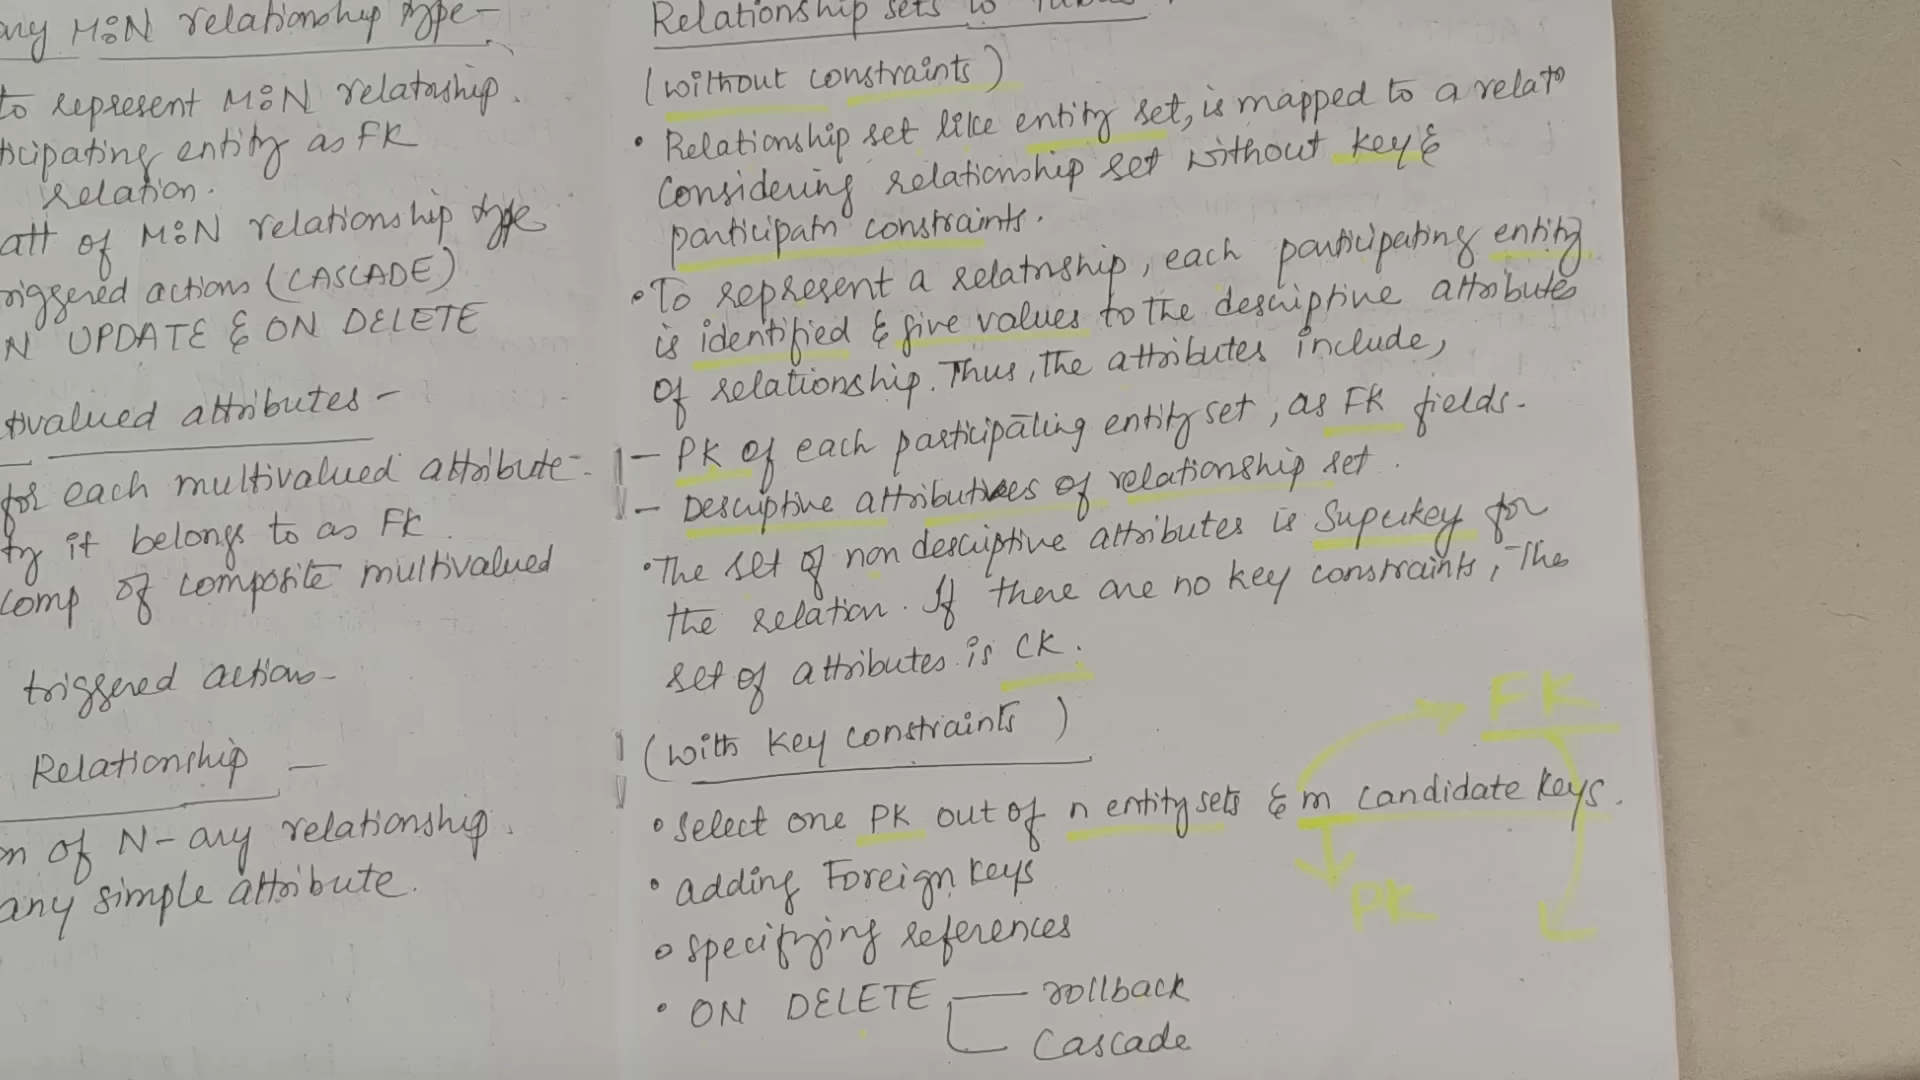 any M:N relationship type-
to represent M:N relatnship.
ticipating entity as FK
relation.
att of M:N relationship type
riggered actions (CASCADE)
N UPDATE & ON DELETE
tivalued attributes -
for each multivalued attribute-
ty it belongs to as FK.
comp of composite multivalued
triggered action-
Relationship -
n of N-ary relationship.
any simple attribute.
Relationship sets to
(without constraints)
• Relationship set like entity set, is mapped to a relatn
Considering relationship set without key &
participatn constraints.
• To represent a relatnship, each participating entity
is identified & give values to the descriptive attributes
of relationship. Thus, the attributes include,
- PK of each participating entity set, as FK fields.
- Descriptive attributes of relationship set.
• The set of non descriptive attributes is Superkey for
the relation. If there are no key constraints, the
set of attributes is CK.
(with key constraints)
FK
• Select one PK out of n entity sets & m candidate keys.
• adding Foreign keys
PK
• specifying references
• ON DELETE - rollback
Cascade